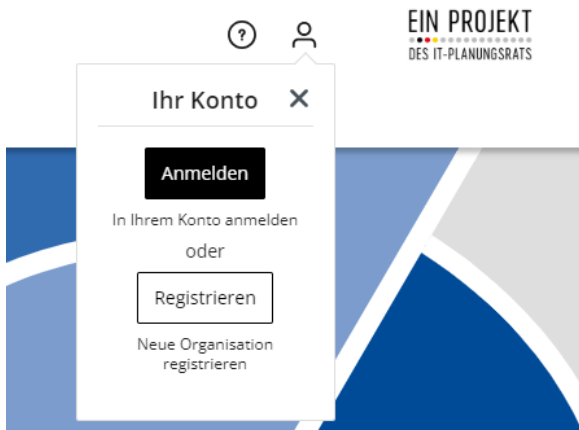 ?
EIN PROJEKT
DES IT-PLANUNGSRATS
Ihr Konto
Anmelden
In Ihrem Konto anmelden
oder
Registrieren
Neue Organisation
registrieren